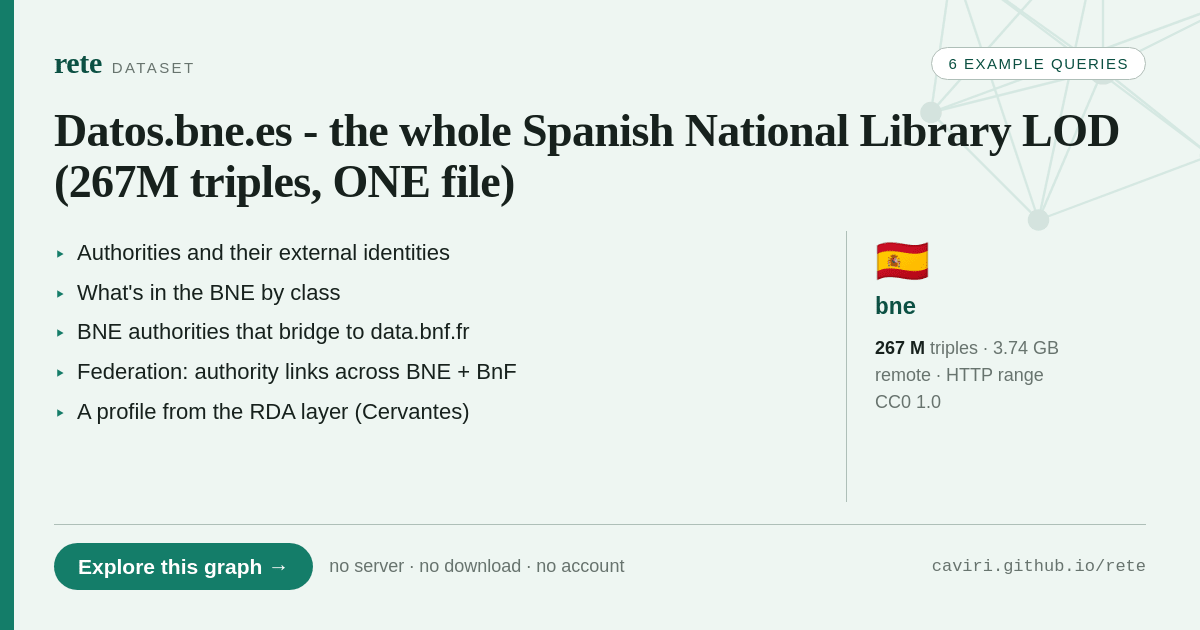 rete DATASET
6 EXAMPLE QUERIES
Datos.bne.es - the whole Spanish National Library LOD
(267M triples, ONE file)
▸ Authorities and their external identities
▸ What's in the BNE by class
▸ BNE authorities that bridge to data.bnf.fr
▸ Federation: authority links across BNE + BnF
▸ A profile from the RDA layer (Cervantes)
bne
267 M triples · 3.74 GB
remote · HTTP range
CC0 1.0
Explore this graph →
no server · no download · no account
caviri.github.io/rete